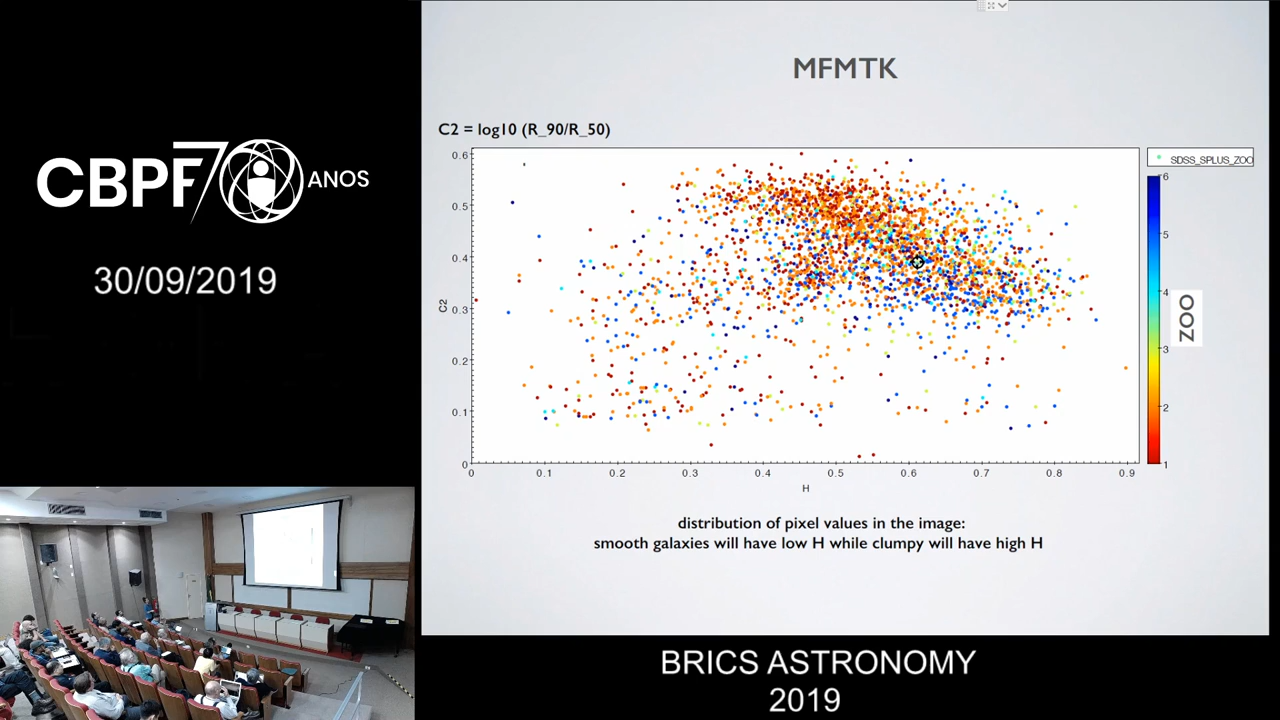 CBPF70 ANOS
30/09/2019
MFMTK
C2 = log10 (R_90/R_50)
SDSS_SPLUS_ZOO
0.6
0.5
0.4
0.3
0.2
0.1
0
C2
0
0.1
0.2
0.3
0.4
0.5
0.6
0.7
0.8
0.9
H
6
5
4
3
2
1
ZOO
distribution of pixel values in the image:
smooth galaxies will have low H while clumpy will have high H
BRICS ASTRONOMY
2019